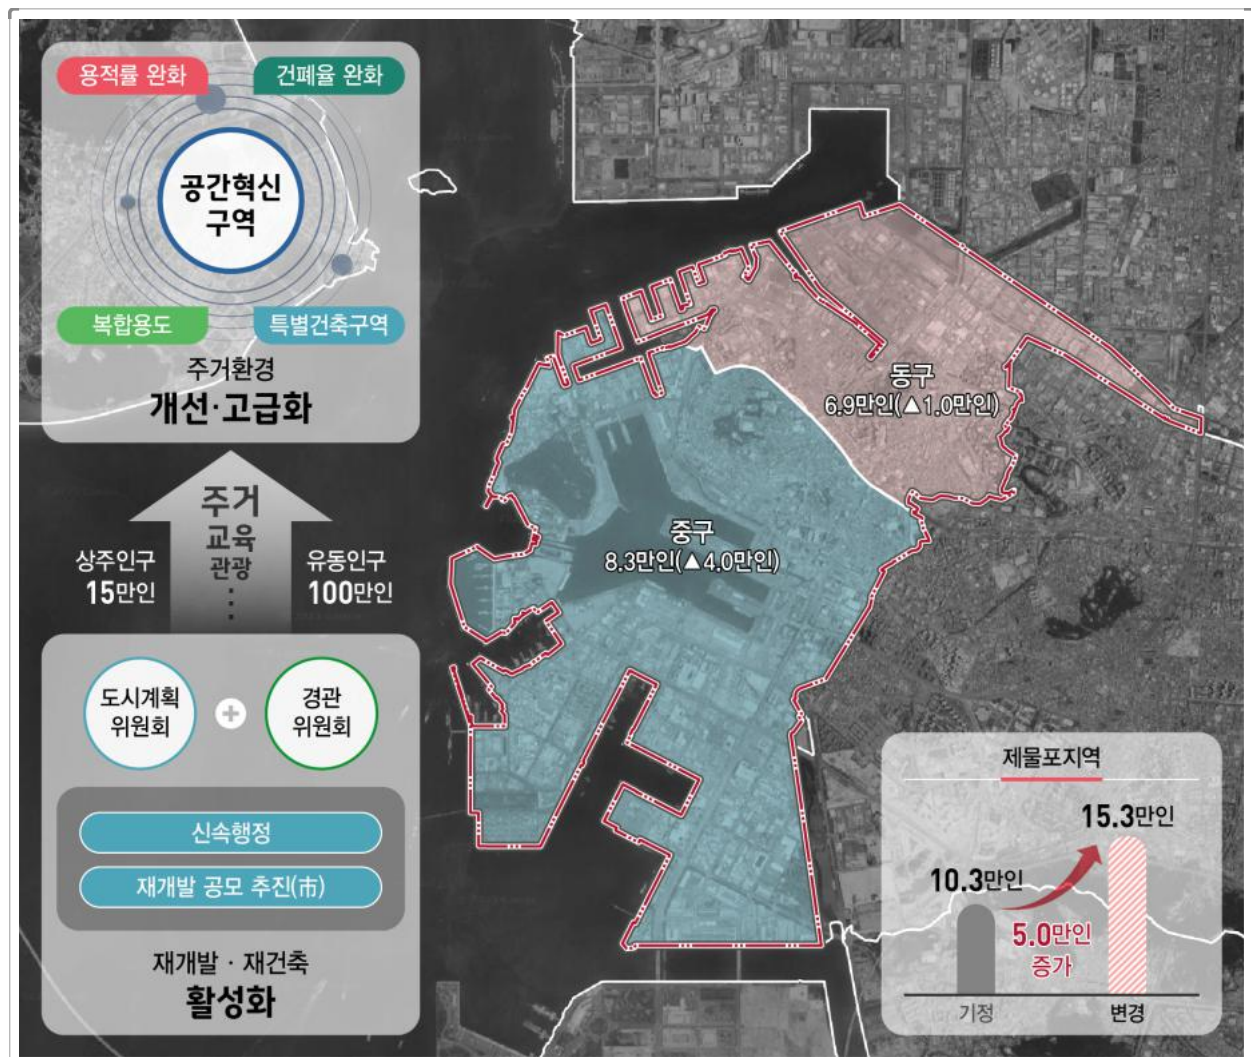 용적률 완화
건폐율 완화
공간혁신
구역
복합용도
특별건축구역
주거환경
개선·고급화
주거
교육
관광
⋮
상주인구
15만인
유동인구
100만인
도시계획
위원회
+
경관
위원회
신속행정
재개발 공모 추진(市)
재개발 · 재건축
활성화
동구
6.9만인(▲1.0만인)
중구
8.3만인(▲4.0만인)
제물포지역
15.3만인
10.3만인
5.0만인
증가
기정
변경